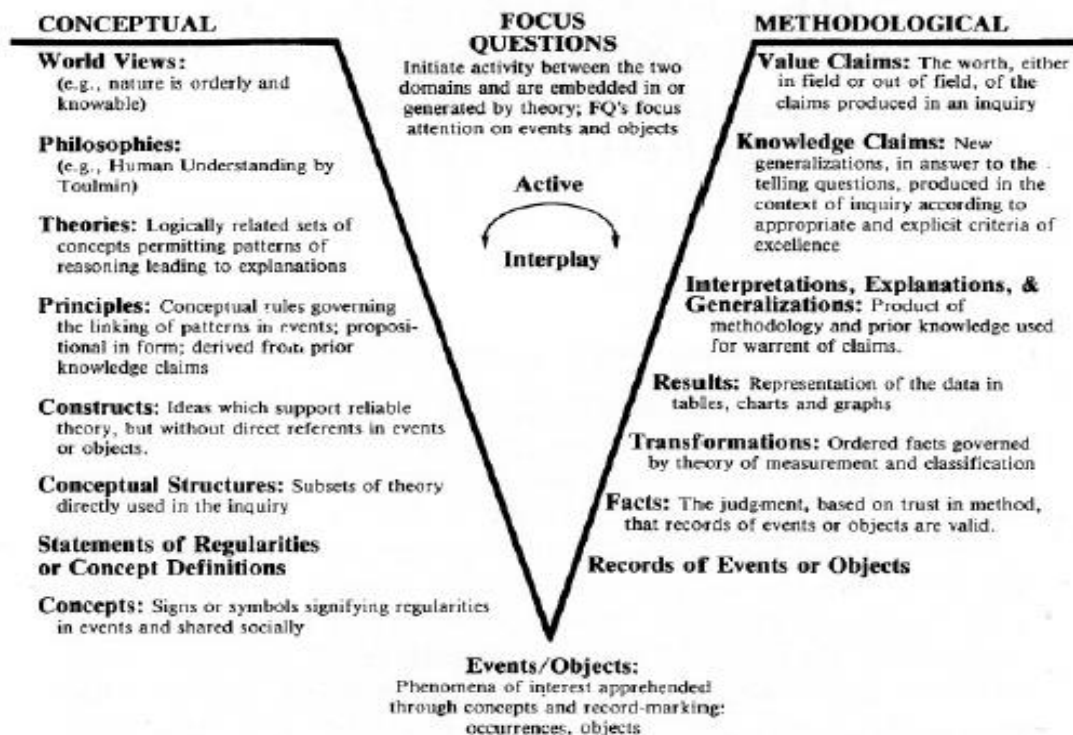 CONCEPTUAL
World Views:
(e.g., nature is orderly and
knowable)
Philosophies:
(e.g., Human Understanding by
Toulmin)
Theories: Logically related sets of
concepts permitting patterns of
reasoning leading to explanations
Principles: Conceptual rules governing
the linking of patterns in events; proposi-
tional in form; derived from prior
knowledge claims
Constructs: Ideas which support reliable
theory, but without direct referents in events
or objects.
Conceptual Structures: Subsets of theory
directly used in the inquiry
Statements of Regularities
or Concept Definitions
Concepts: Signs or symbols signifying regularities
in events and shared socially
FOCUS
QUESTIONS
Initiate activity between the two
domains and are embedded in or
generated by theory; FQ's focus
attention on events and objects
Active
Interplay
METHODOLOGICAL
Value Claims: The worth, either
in field or out of field, of the
claims produced in an inquiry
Knowledge Claims: New
generalizations, in answer to the
telling questions, produced in the
context of inquiry according to
appropriate and explicit criteria of
excellence
Interpretations, Explanations, &
Generalizations: Product of
methodology and prior knowledge used
for warrent of claims.
Results: Representation of the data in
tables, charts and graphs
Transformations: Ordered facts governed
by theory of measurement and classification
Facts: The judgment, based on trust in method,
that records of events or objects are valid.
Records of Events or Objects
Events/Objects:
Phenomena of interest apprehended
through concepts and record-marking:
occurrences, objects